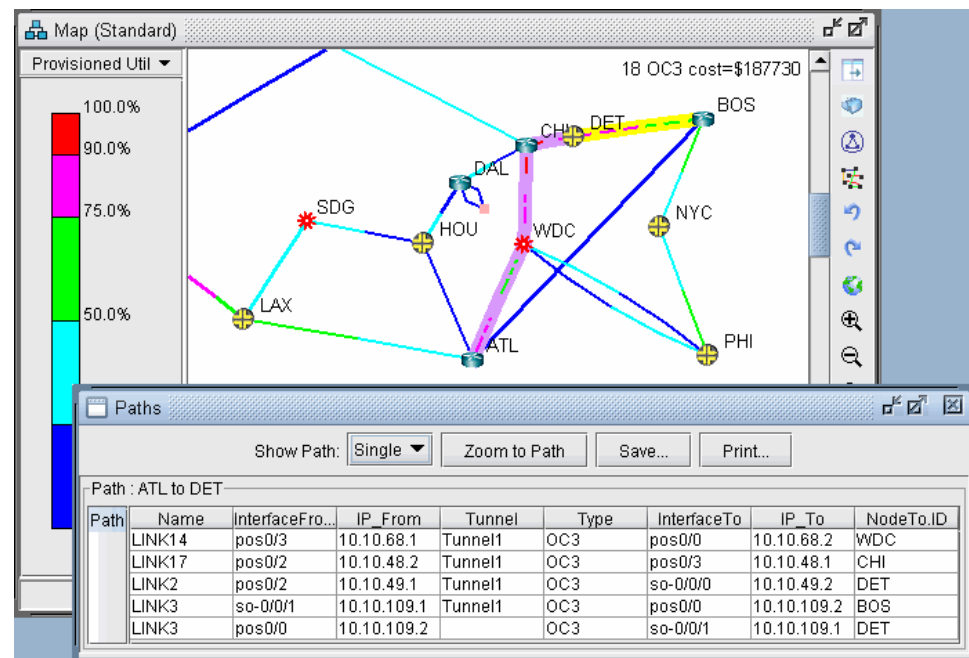 Map (Standard)
Provisioned Util
18 OC3 cost=$187730
100.0%
90.0%
75.0%
50.0%
BOS
CHI
DET
DAL
SDG
HOU
WDC
NYC
LAX
ATL
PHI
Paths
Show Path: Single Zoom to Path Save... Print...
Path : ATL to DET
Path Name InterfaceFro... IP_From Tunnel Type InterfaceTo IP_To NodeTo.ID
LINK14 pos0/3 10.10.68.1 Tunnel1 OC3 pos0/0 10.10.68.2 WDC
LINK17 pos0/2 10.10.48.2 Tunnel1 OC3 pos0/3 10.10.48.1 CHI
LINK2 pos0/2 10.10.49.1 Tunnel1 OC3 so-0/0/0 10.10.49.2 DET
LINK3 so-0/0/1 10.10.109.1 Tunnel1 OC3 pos0/0 10.10.109.2 BOS
LINK3 pos0/0 10.10.109.2 OC3 so-0/0/1 10.10.109.1 DET